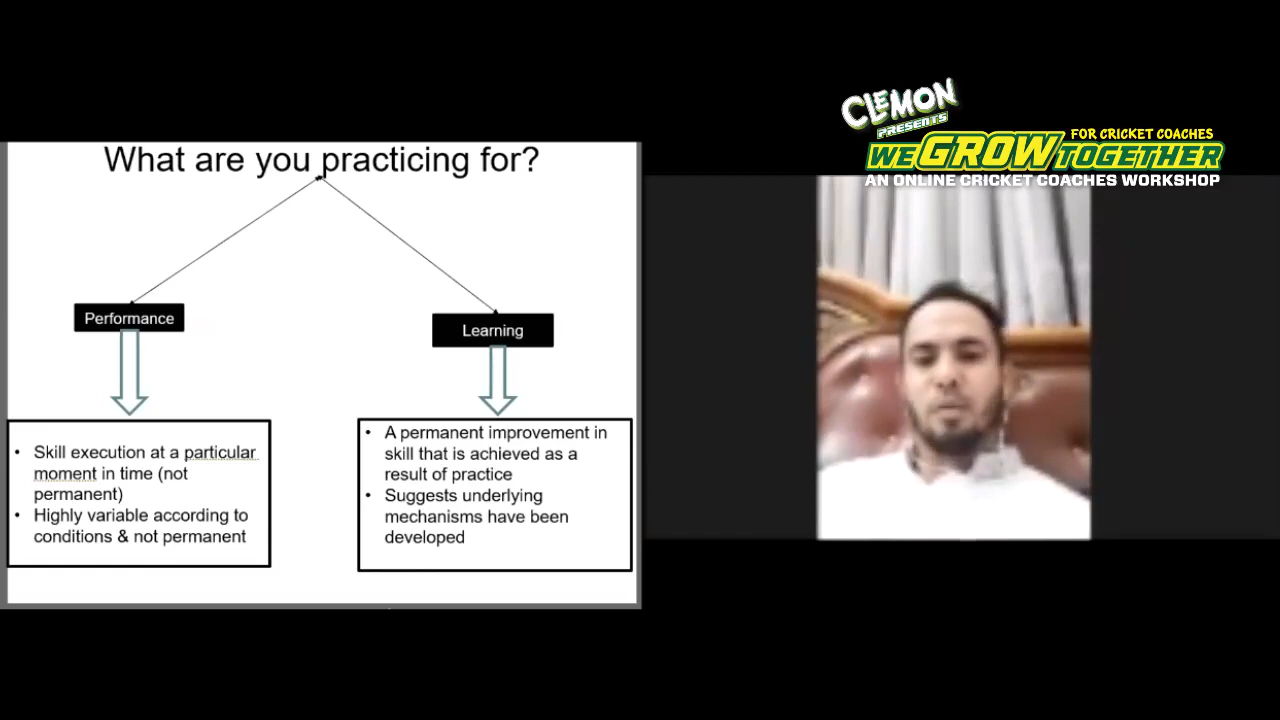 CLEMON
PRESENTS
FOR CRICKET COACHES
WE GROW TOGETHER
AN ONLINE CRICKET COACHES WORKSHOP
What are you practicing for?
Performance
Learning
• Skill execution at a particular
moment in time (not
permanent)
• Highly variable according to
conditions & not permanent
• A permanent improvement in
skill that is achieved as a
result of practice
• Suggests underlying
mechanisms have been
developed